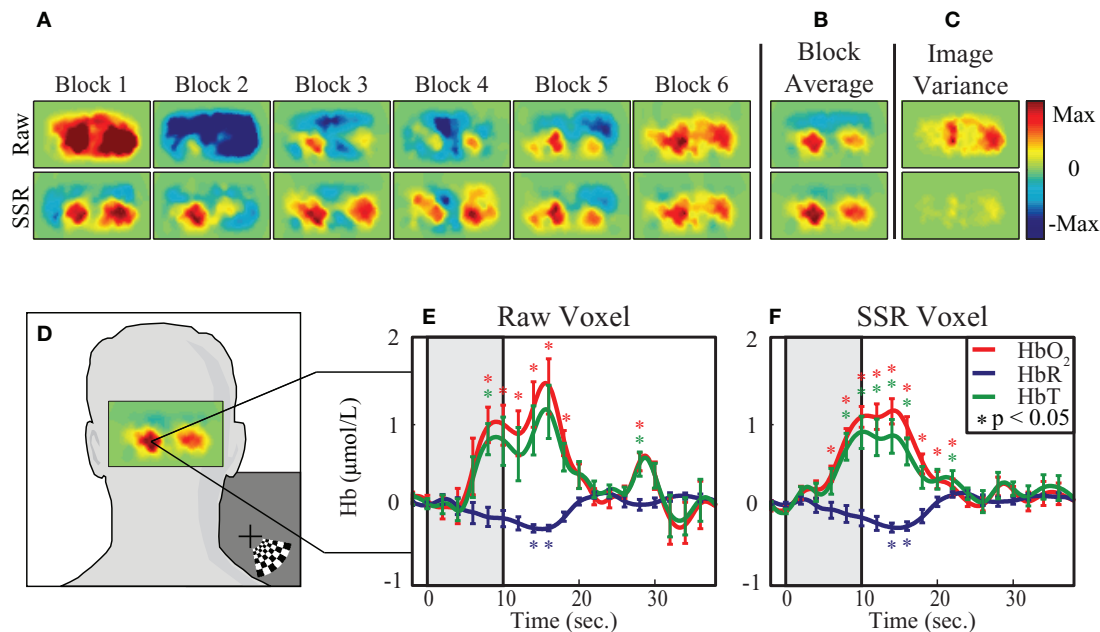 A
B
C
Block 1 Block 2 Block 3 Block 4 Block 5 Block 6
Block
Average
Image
Variance
Raw
SSR
Max
0
-Max
D
E Raw Voxel
F SSR Voxel
Hb (μmol/L)
2
1
0
-1
0 10 20 30
Time (sec.)
* * * * * *
* *
* *
* *
2
1
0
-1
0 10 20 30
Time (sec.)
HbO2
HbR
HbT
* p < 0.05